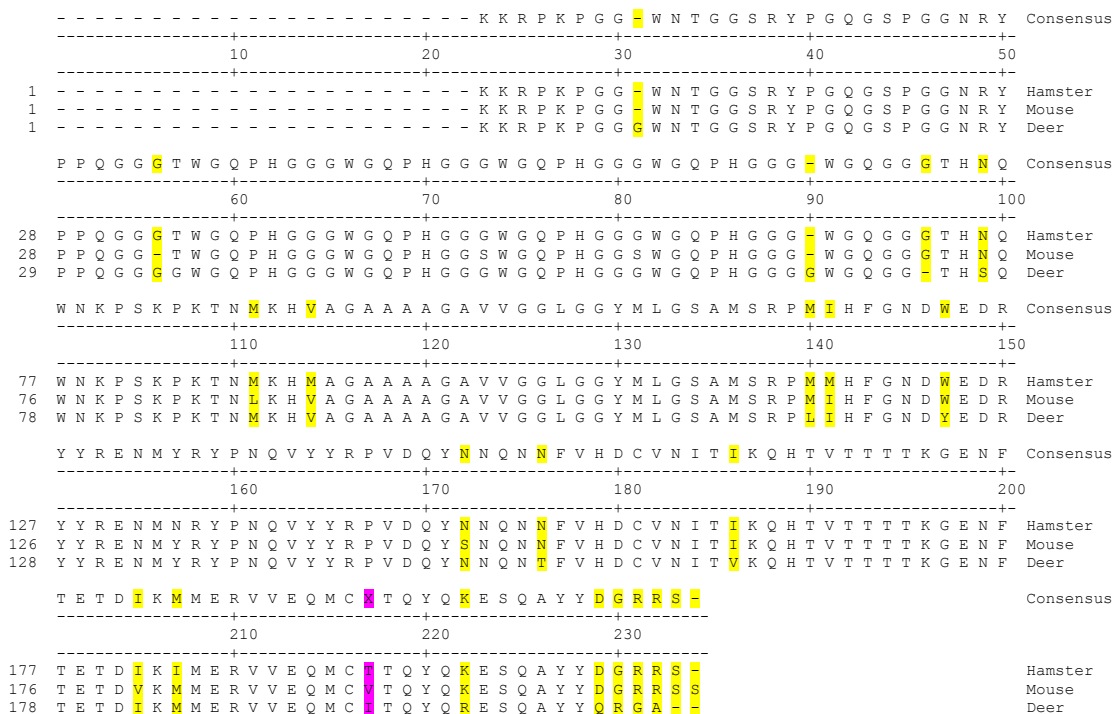 - - - - - - - - - - - - - - - - - - - - - - K K R P K P G G - W N T G G S R Y P G Q G S P G G N R Y Consensus
------------------+-------------------+-------------------+-------------------+-------------------+-
10 20 30 40 50
------------------+-------------------+-------------------+-------------------+-------------------+-
1 - - - - - - - - - - - - - - - - - - - - - - K K R P K P G G - W N T G G S R Y P G Q G S P G G N R Y Hamster
1 - - - - - - - - - - - - - - - - - - - - - - K K R P K P G G - W N T G G S R Y P G Q G S P G G N R Y Mouse
1 - - - - - - - - - - - - - - - - - - - - - - K K R P K P G G G W N T G G S R Y P G Q G S P G G N R Y Deer
P P Q G G G T W G Q P H G G G W G Q P H G G G W G Q P H G G G W G Q P H G G G - W G Q G G G T H N Q Consensus
------------------+-------------------+-------------------+-------------------+-------------------+-
60 70 80 90 100
------------------+-------------------+-------------------+-------------------+-------------------+-
28 P P Q G G G T W G Q P H G G G W G Q P H G G G W G Q P H G G G W G Q P H G G G - W G Q G G G T H N Q Hamster
28 P P Q G G - T W G Q P H G G G W G Q P H G G S W G Q P H G G S W G Q P H G G G - W G Q G G G T H N Q Mouse
29 P P Q G G G G W G Q P H G G G W G Q P H G G G W G Q P H G G G W G Q P H G G G G W G Q G G - T H S Q Deer
W N K P S K P K T N M K H V A G A A A A G A V V G G L G G Y M L G S A M S R P M I H F G N D W E D R Consensus
------------------+-------------------+-------------------+-------------------+-------------------+-
110 120 130 140 150
------------------+-------------------+-------------------+-------------------+-------------------+-
77 W N K P S K P K T N M K H M A G A A A A G A V V G G L G G Y M L G S A M S R P M M H F G N D W E D R Hamster
76 W N K P S K P K T N L K H V A G A A A A G A V V G G L G G Y M L G S A M S R P M I H F G N D W E D R Mouse
78 W N K P S K P K T N M K H V A G A A A A G A V V G G L G G Y M L G S A M S R P L I H F G N D Y E D R Deer
Y Y R E N M Y R Y P N Q V Y Y R P V D Q Y N N Q N N F V H D C V N I T I K Q H T V T T T T K G E N F Consensus
------------------+-------------------+-------------------+-------------------+-------------------+-
160 170 180 190 200
------------------+-------------------+-------------------+-------------------+-------------------+-
127 Y Y R E N M N R Y P N Q V Y Y R P V D Q Y N N Q N N F V H D C V N I T I K Q H T V T T T T K G E N F Hamster
126 Y Y R E N M Y R Y P N Q V Y Y R P V D Q Y S N Q N N F V H D C V N I T I K Q H T V T T T T K G E N F Mouse
128 Y Y R E N M Y R Y P N Q V Y Y R P V D Q Y N N Q N T F V H D C V N I T V K Q H T V T T T T K G E N F Deer
T E T D I K M M E R V V E Q M C X T Q Y Q K E S Q A Y Y D G R R S - Consensus
------------------+-------------------+-------------------+---------
210 220 230
------------------+-------------------+-------------------+---------
177 T E T D I K I M E R V V E Q M C T T Q Y Q K E S Q A Y Y D G R R S - Hamster
176 T E T D V K M M E R V V E Q M C V T Q Y Q K E S Q A Y Y D G R R S S Mouse
178 T E T D I K M M E R V V E Q M C I T Q Y Q R E S Q A Y Y Q R G A - - Deer